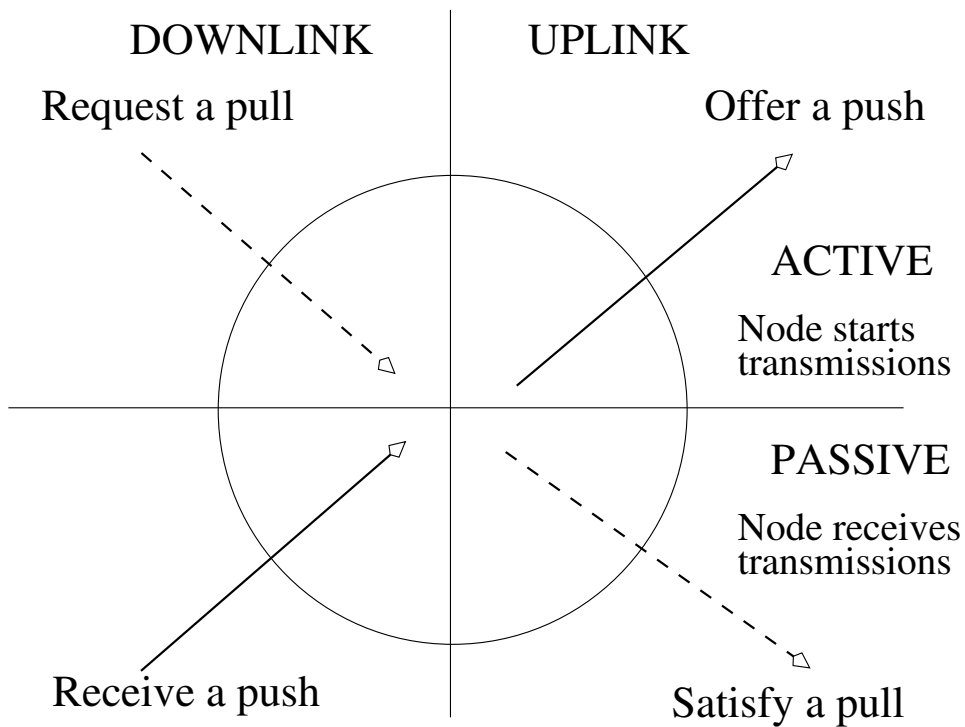 DOWNLINK
UPLINK
Request a pull
Offer a push
ACTIVE
Node starts
transmissions
PASSIVE
Node receives
transmissions
Receive a push
Satisfy a pull